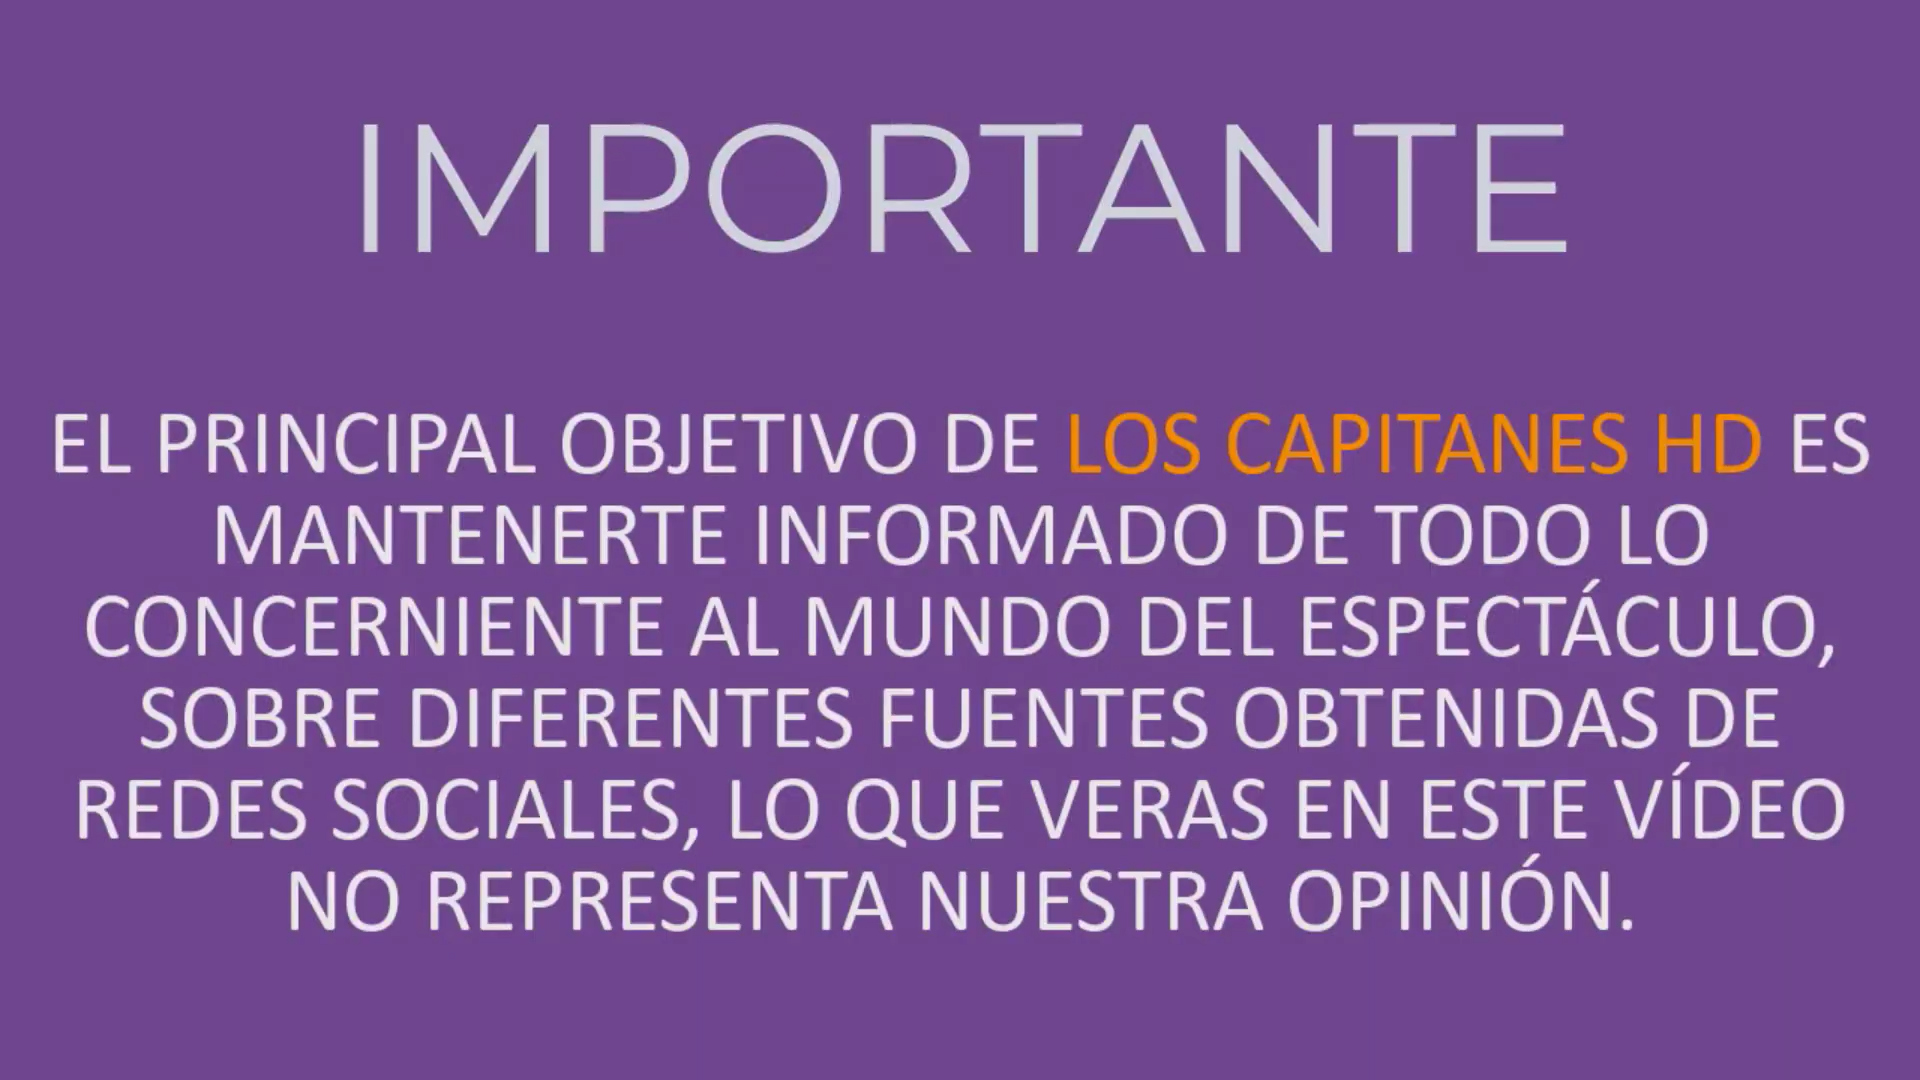 IMPORTANTE
EL PRINCIPAL OBJETIVO DE LOS CAPITANES HD ES
MANTENERTE INFORMADO DE TODO LO
CONCERNIENTE AL MUNDO DEL ESPECTÁCULO,
SOBRE DIFERENTES FUENTES OBTENIDAS DE
REDES SOCIALES, LO QUE VERAS EN ESTE VÍDEO
NO REPRESENTA NUESTRA OPINIÓN.